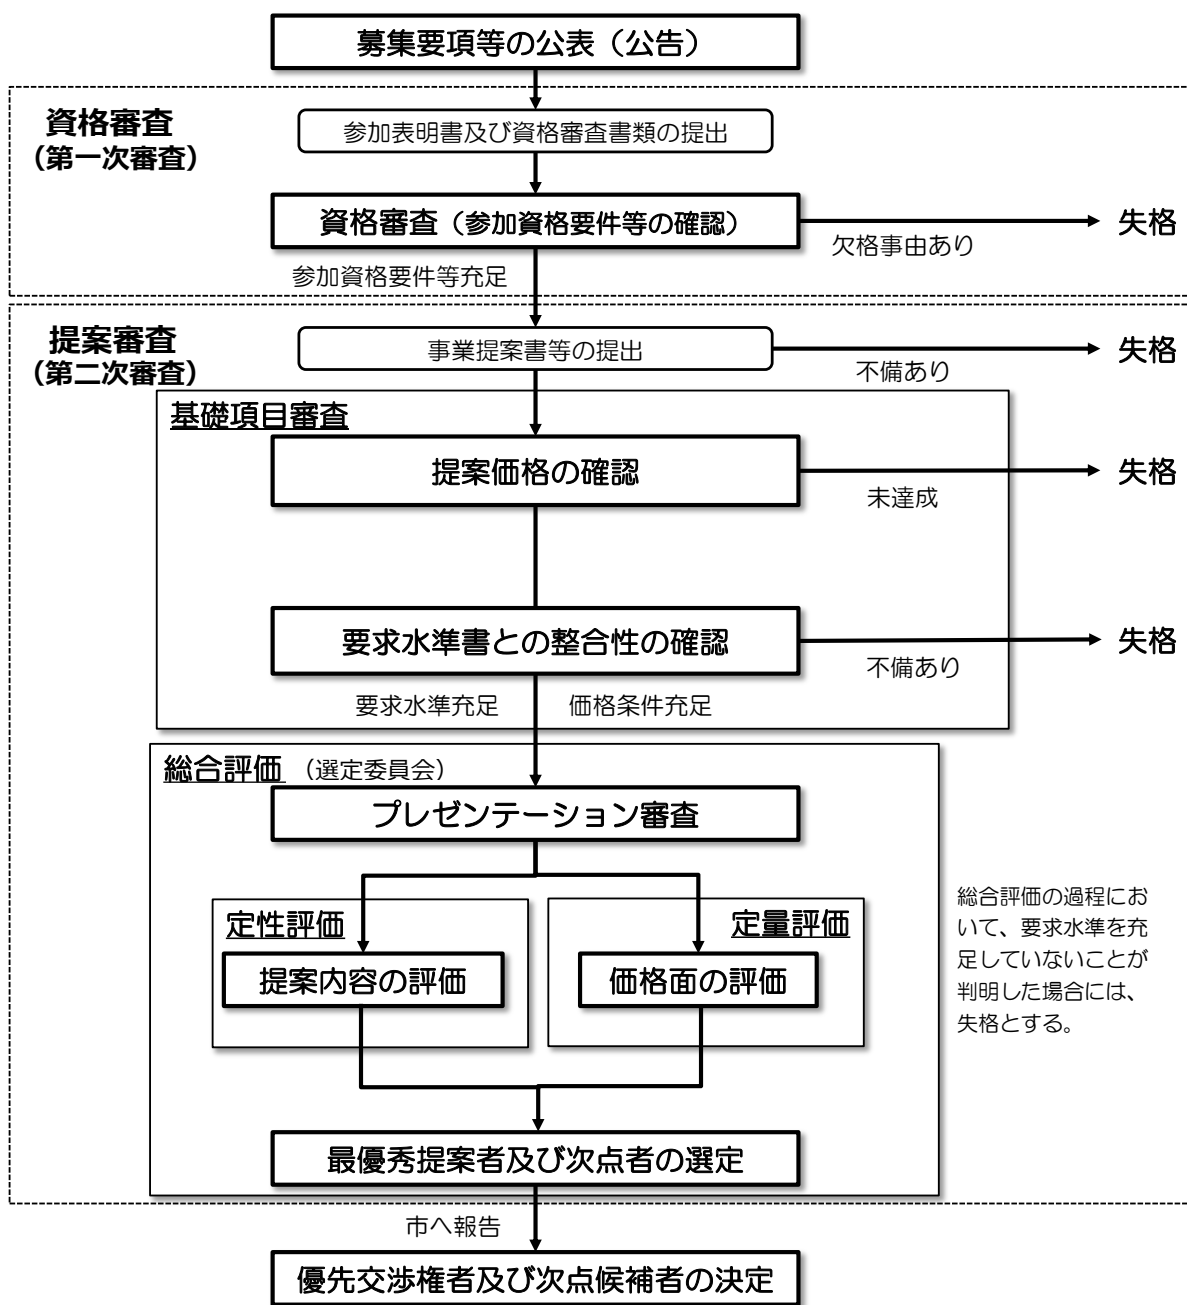 募集要項等の公表（公告）
資格審査
（第一次審査）
参加表明書及び資格審査書類の提出
資格審査（参加資格要件等の確認）
失格
欠格事由あり
参加資格要件等充足
提案審査
（第二次審査）
事業提案書等の提出
失格
不備あり
基礎項目審査
提案価格の確認
失格
未達成
要求水準書との整合性の確認
失格
不備あり
要求水準充足
価格条件充足
総合評価（選定委員会）
プレゼンテーション審査
定性評価
提案内容の評価
定量評価
価格面の評価
総合評価の過程にお
いて、要求水準を充
足していないことが
判明した場合には、
失格とする。
最優秀提案者及び次点者の選定
市へ報告
優先交渉権者及び次点候補者の決定